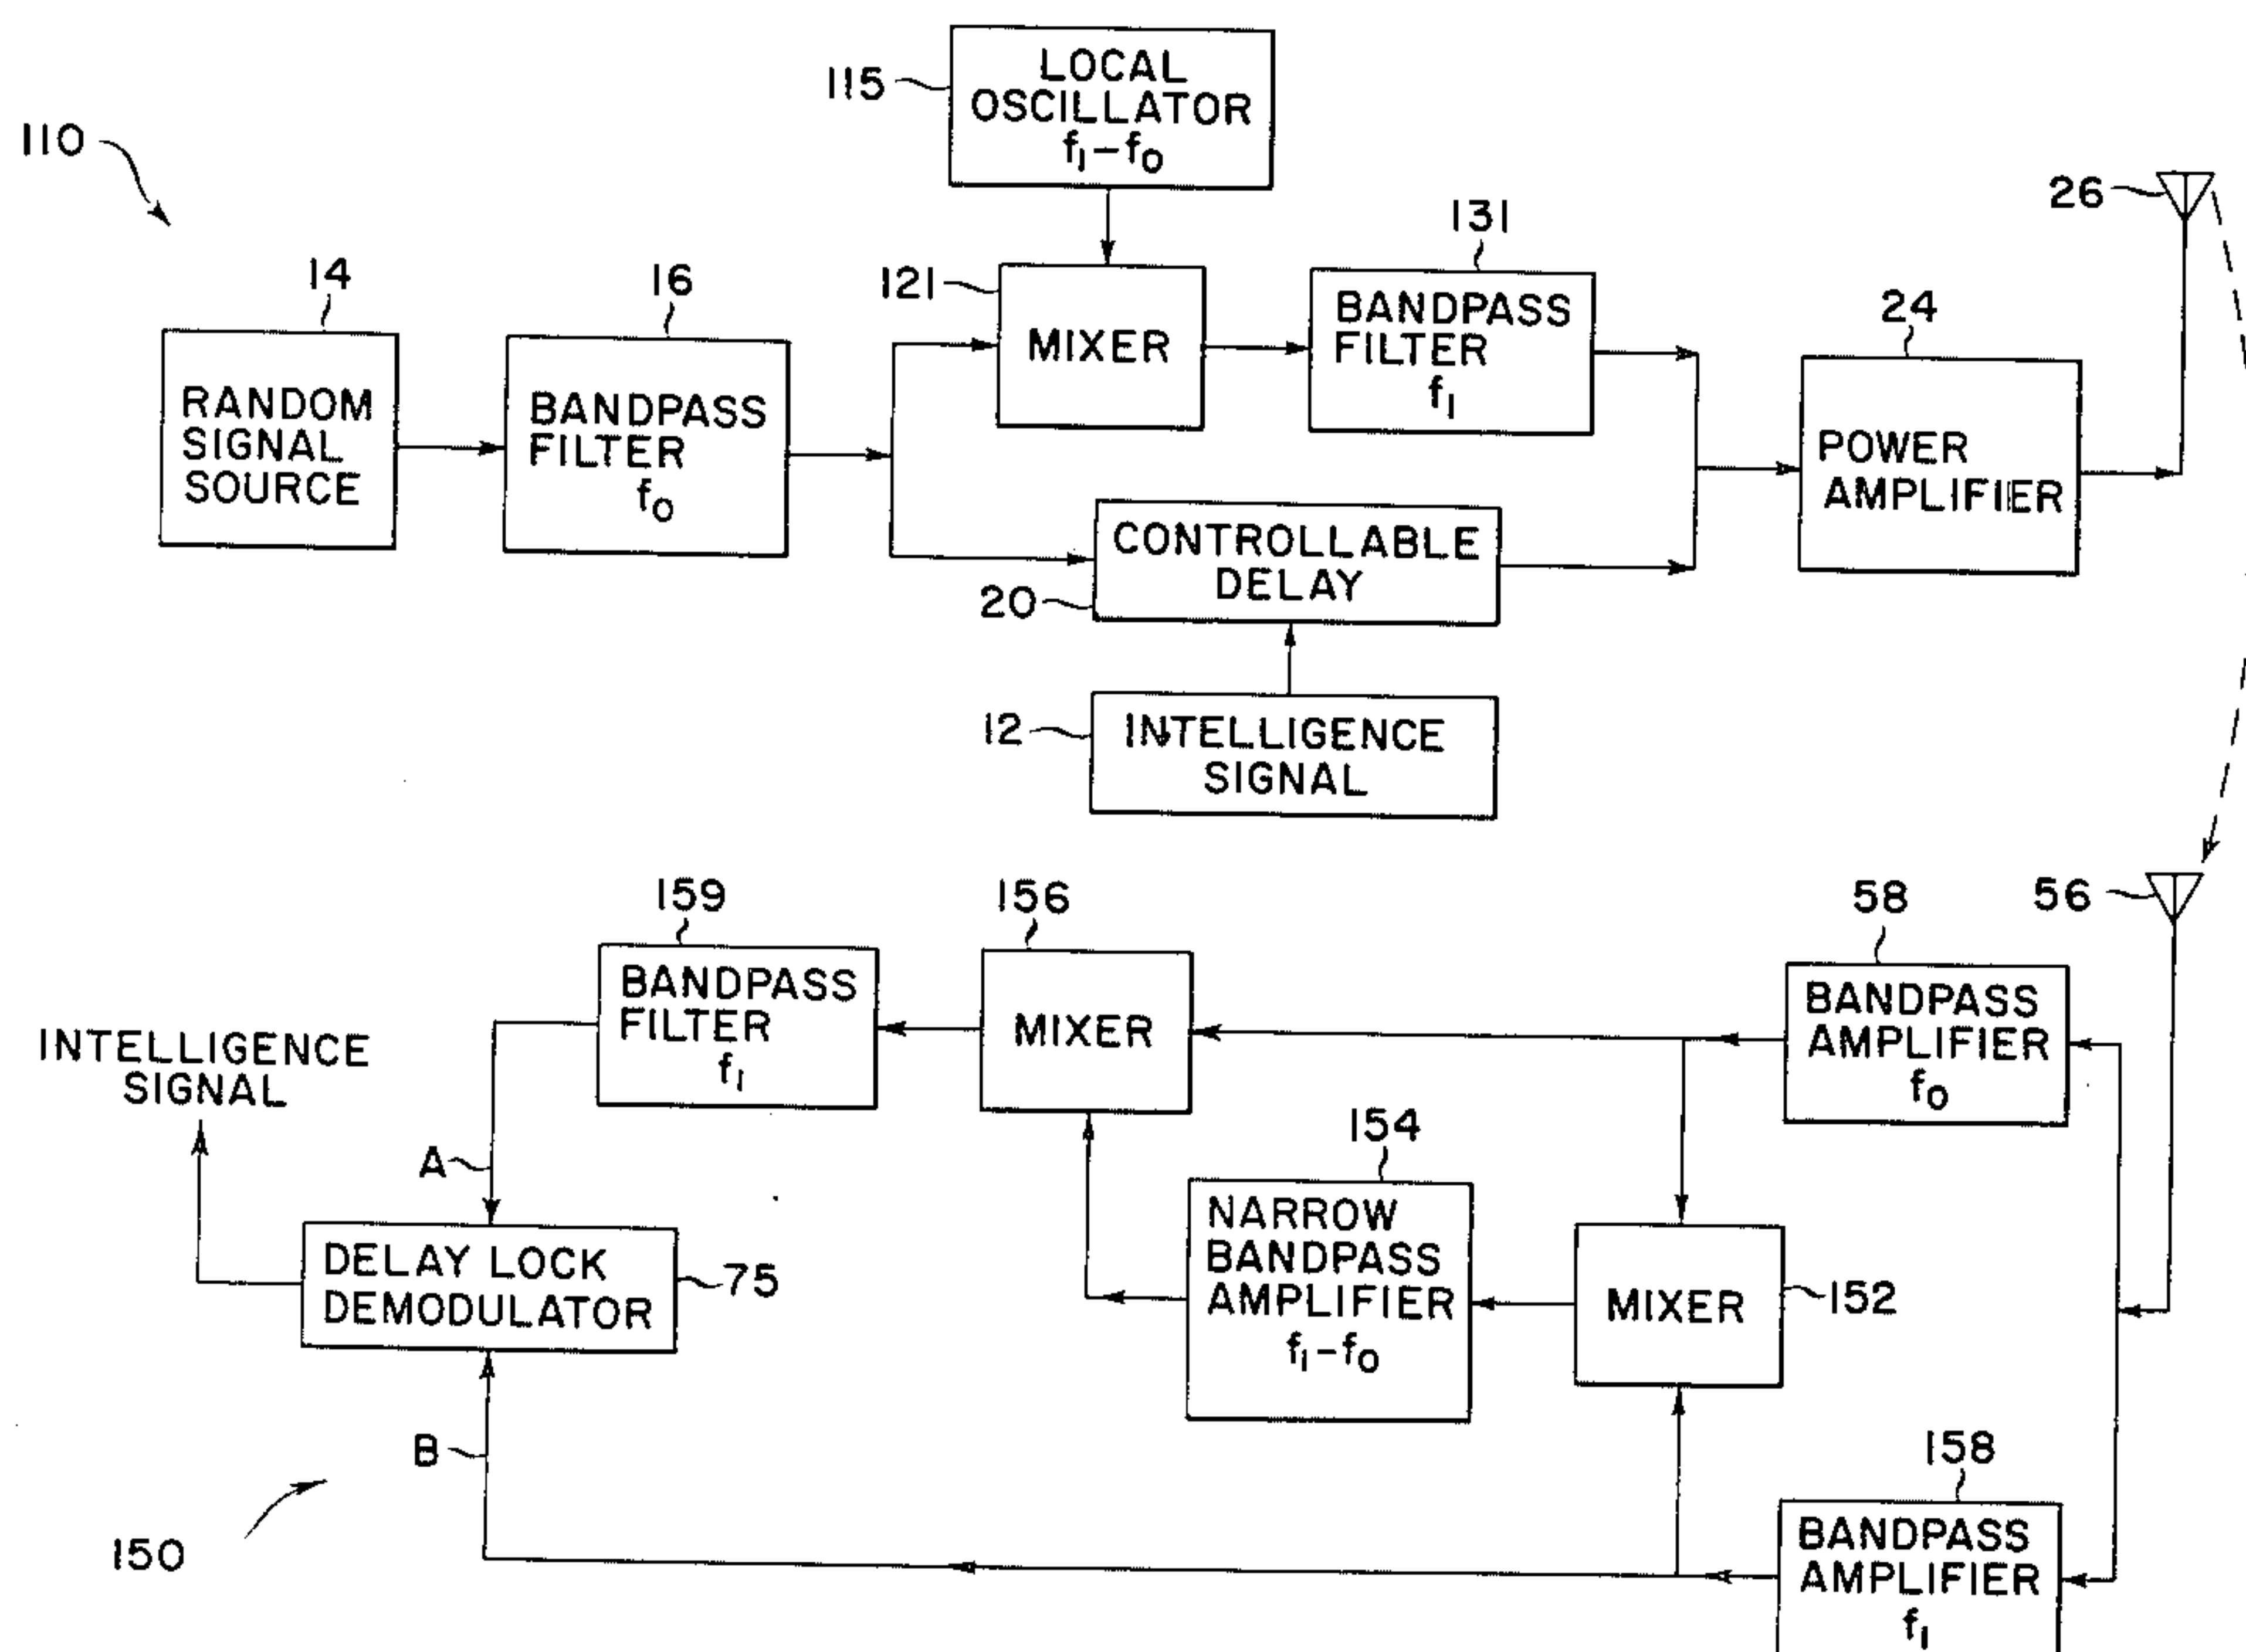 115
LOCAL
OSCILLATOR
f₁-f₀
110
26
131
14
16
121
24
RANDOM
SIGNAL
SOURCE
BANDPASS
FILTER
f₀
MIXER
BANDPASS
FILTER
f₁
POWER
AMPLIFIER
CONTROLLABLE
DELAY
20
12
INTELLIGENCE
SIGNAL
159
156
58
56
BANDPASS
FILTER
f₁
MIXER
BANDPASS
AMPLIFIER
f₀
INTELLIGENCE
SIGNAL
154
A
NARROW
BANDPASS
AMPLIFIER
f₁-f₀
DELAY LOCK
DEMODULATOR
75
MIXER
152
B
158
150
BANDPASS
AMPLIFIER
f₁